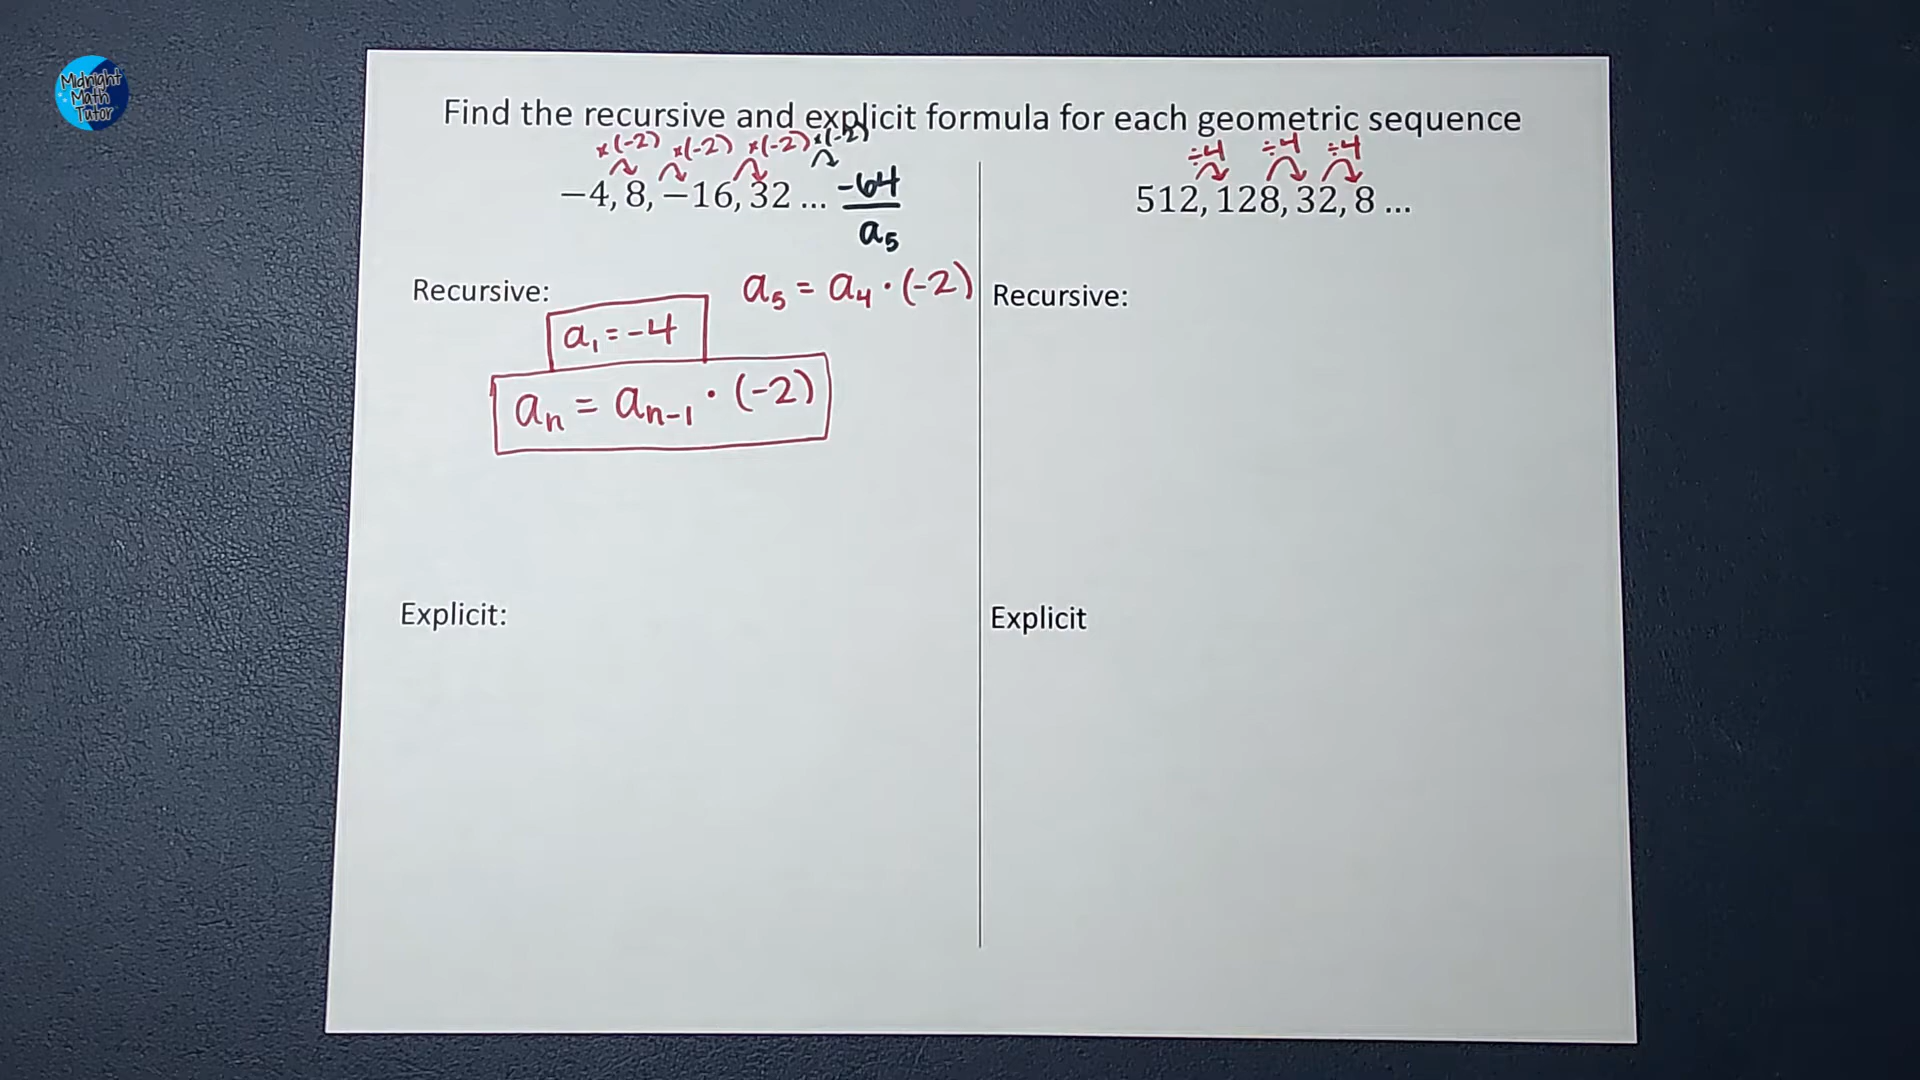 Midnight
Math
Tutor
Find the recursive and explicit formula for each geometric sequence
×(-2) ×(-2) ×(-2) ×(-2)
−4, 8, −16, 32 ... -64
a₅
Recursive:
a₅ = a₄ · (-2)
a₁ = -4
aₙ = aₙ₋₁ · (-2)
Explicit:
÷4 ÷4 ÷4
512, 128, 32, 8 ...
Recursive:
Explicit